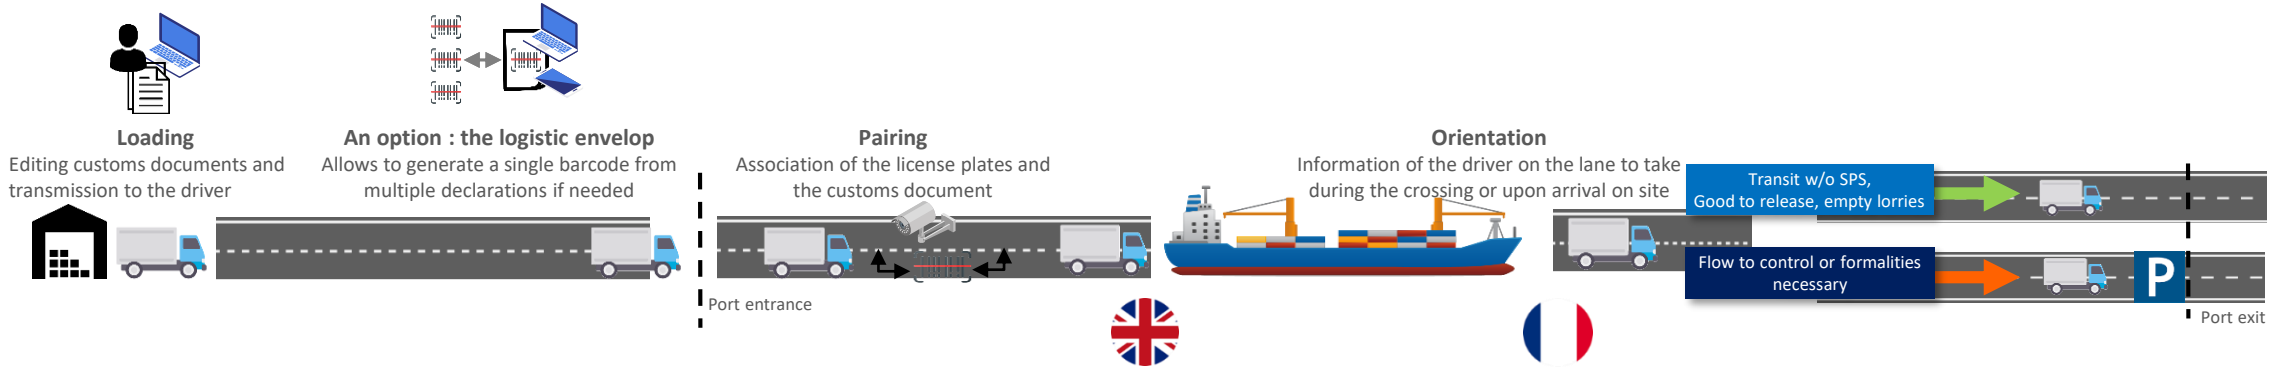 Loading
Editing customs documents and
transmission to the driver
An option : the logistic envelop
Allows to generate a single barcode from
multiple declarations if needed
Pairing
Association of the license plates and
the customs document
Orientation
Information of the driver on the lane to take
during the crossing or upon arrival on site
Transit w/o SPS,
Good to release, empty lorries
Flow to control or formalities
necessary
P
Port entrance
Port exit